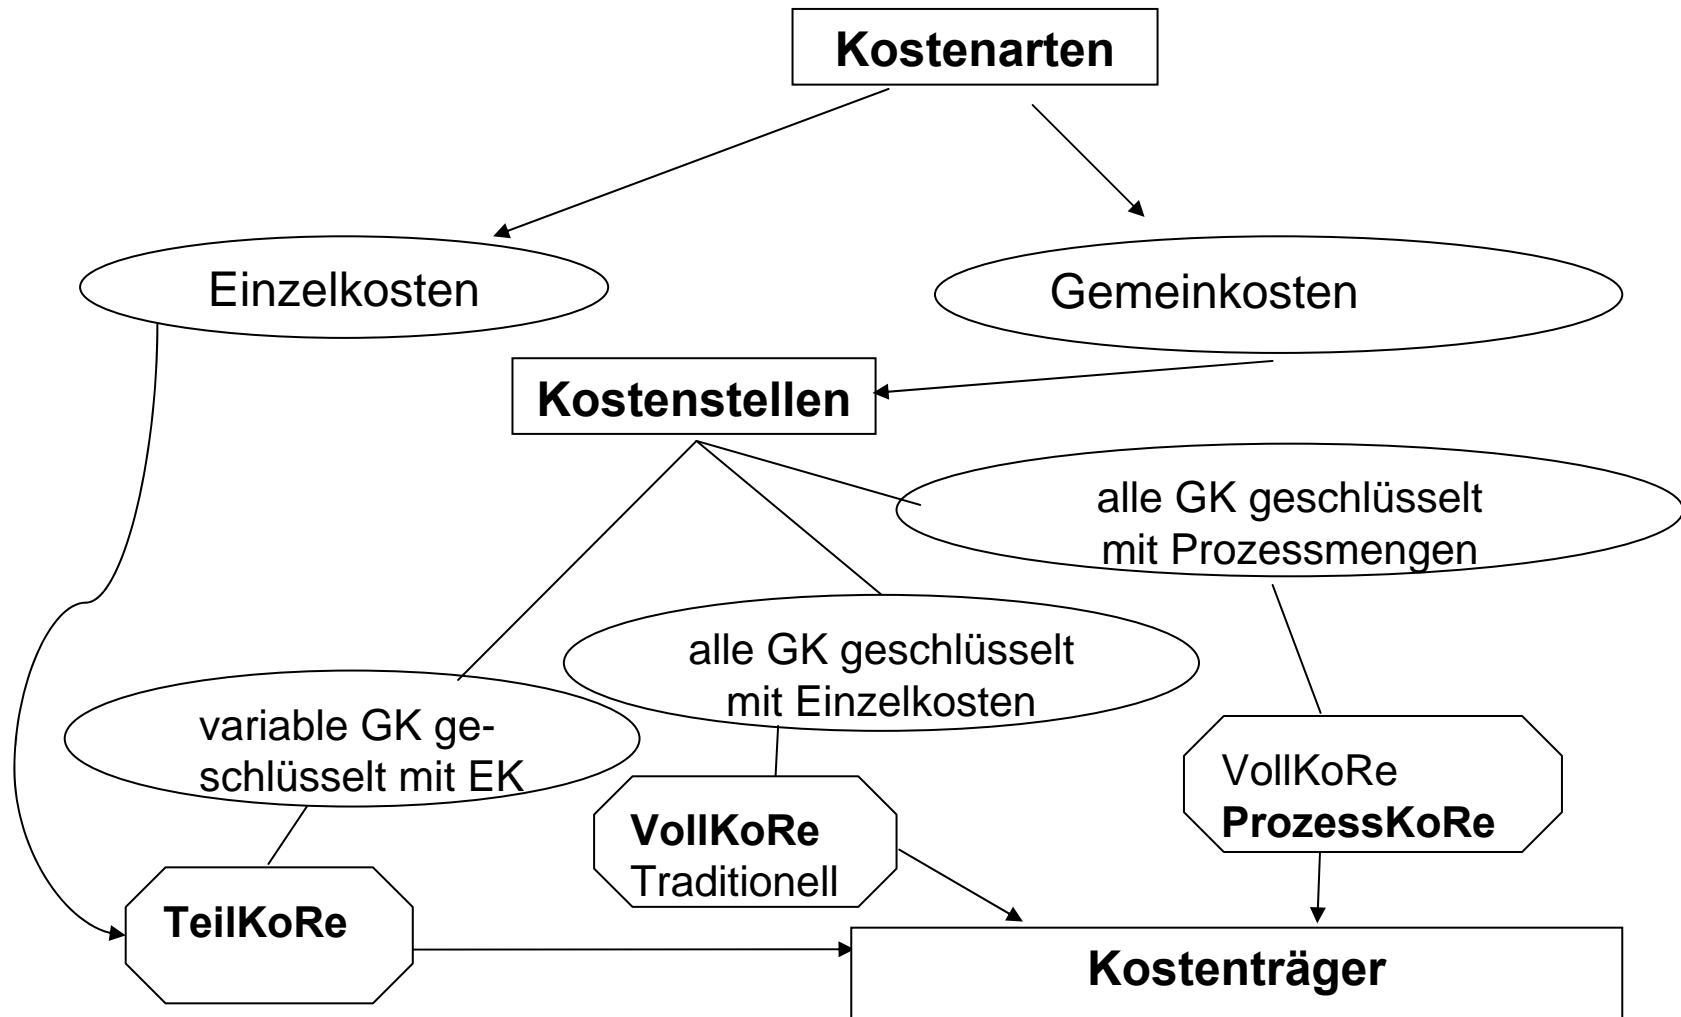 Kostenarten
Einzelkosten
Gemeinkosten
Kostenstellen
alle GK geschlüsselt
mit Prozessmengen
alle GK geschlüsselt
mit Einzelkosten
variable GK ge-
schlüsselt mit EK
VollKoRe
ProzessKoRe
VollKoRe
Traditionell
TeilKoRe
Kostenträger